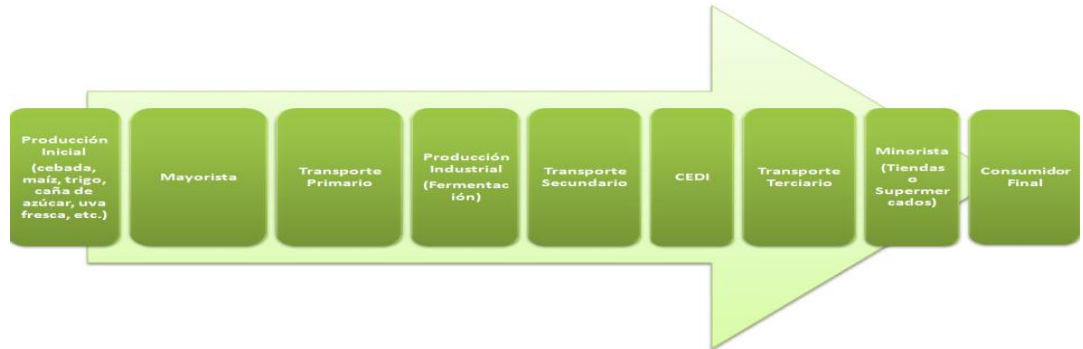 Producción
Inicial
(cebada,
maíz, trigo,
caña de
azúcar, uva
fresca, etc.)
Mayorista
Transporte
Primario
Producción
Industrial
(Fermentac
ión)
Transporte
Secundario
CEDI
Transporte
Terciario
Minorista
(Tiendas
o
Supermer
cados)
Consumidor
Final